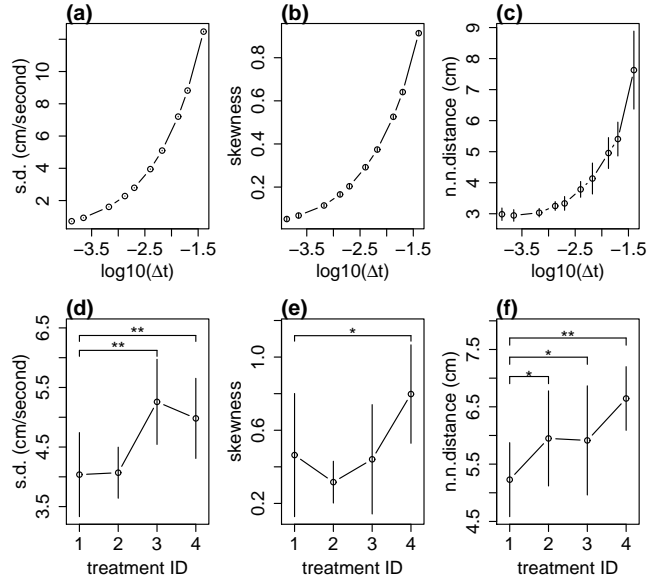 (a)
s.d. (cm/second)
2 4 6 8 10 12
−3.5 −2.5 −1.5
log10(Δt)
(b)
skewness
0.2 0.4 0.6 0.8
−3.5 −2.5 −1.5
log10(Δt)
(c)
n.n.distance (cm)
3 4 5 6 7 8 9
−3.5 −2.5 −1.5
log10(Δt)
(d)
s.d. (cm/second)
3.5 4.5 5.5 6.5
**
**
1 2 3 4
treatment ID
(e)
skewness
0.2 0.6 1.0
*
1 2 3 4
treatment ID
(f)
n.n.distance (cm)
4.5 5.5 6.5 7.5
**
*
*
1 2 3 4
treatment ID